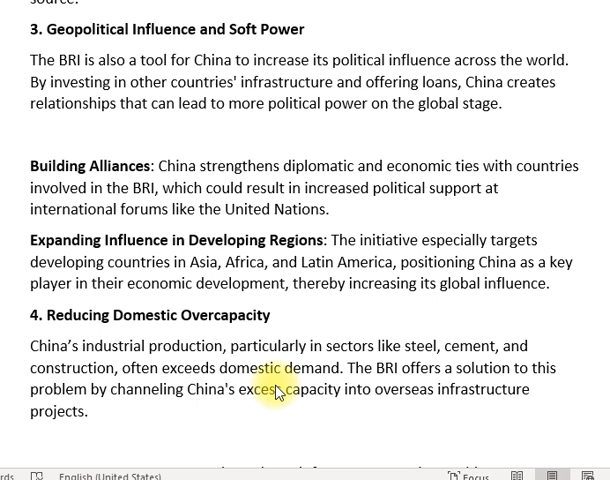 source.
3. Geopolitical Influence and Soft Power
The BRI is also a tool for China to increase its political influence across the world.
By investing in other countries' infrastructure and offering loans, China creates
relationships that can lead to more political power on the global stage.
Building Alliances: China strengthens diplomatic and economic ties with countries
involved in the BRI, which could result in increased political support at
international forums like the United Nations.
Expanding Influence in Developing Regions: The initiative especially targets
developing countries in Asia, Africa, and Latin America, positioning China as a key
player in their economic development, thereby increasing its global influence.
4. Reducing Domestic Overcapacity
China’s industrial production, particularly in sectors like steel, cement, and
construction, often exceeds domestic demand. The BRI offers a solution to this
problem by channeling China's excess capacity into overseas infrastructure
projects.
rds English (United States) Focus